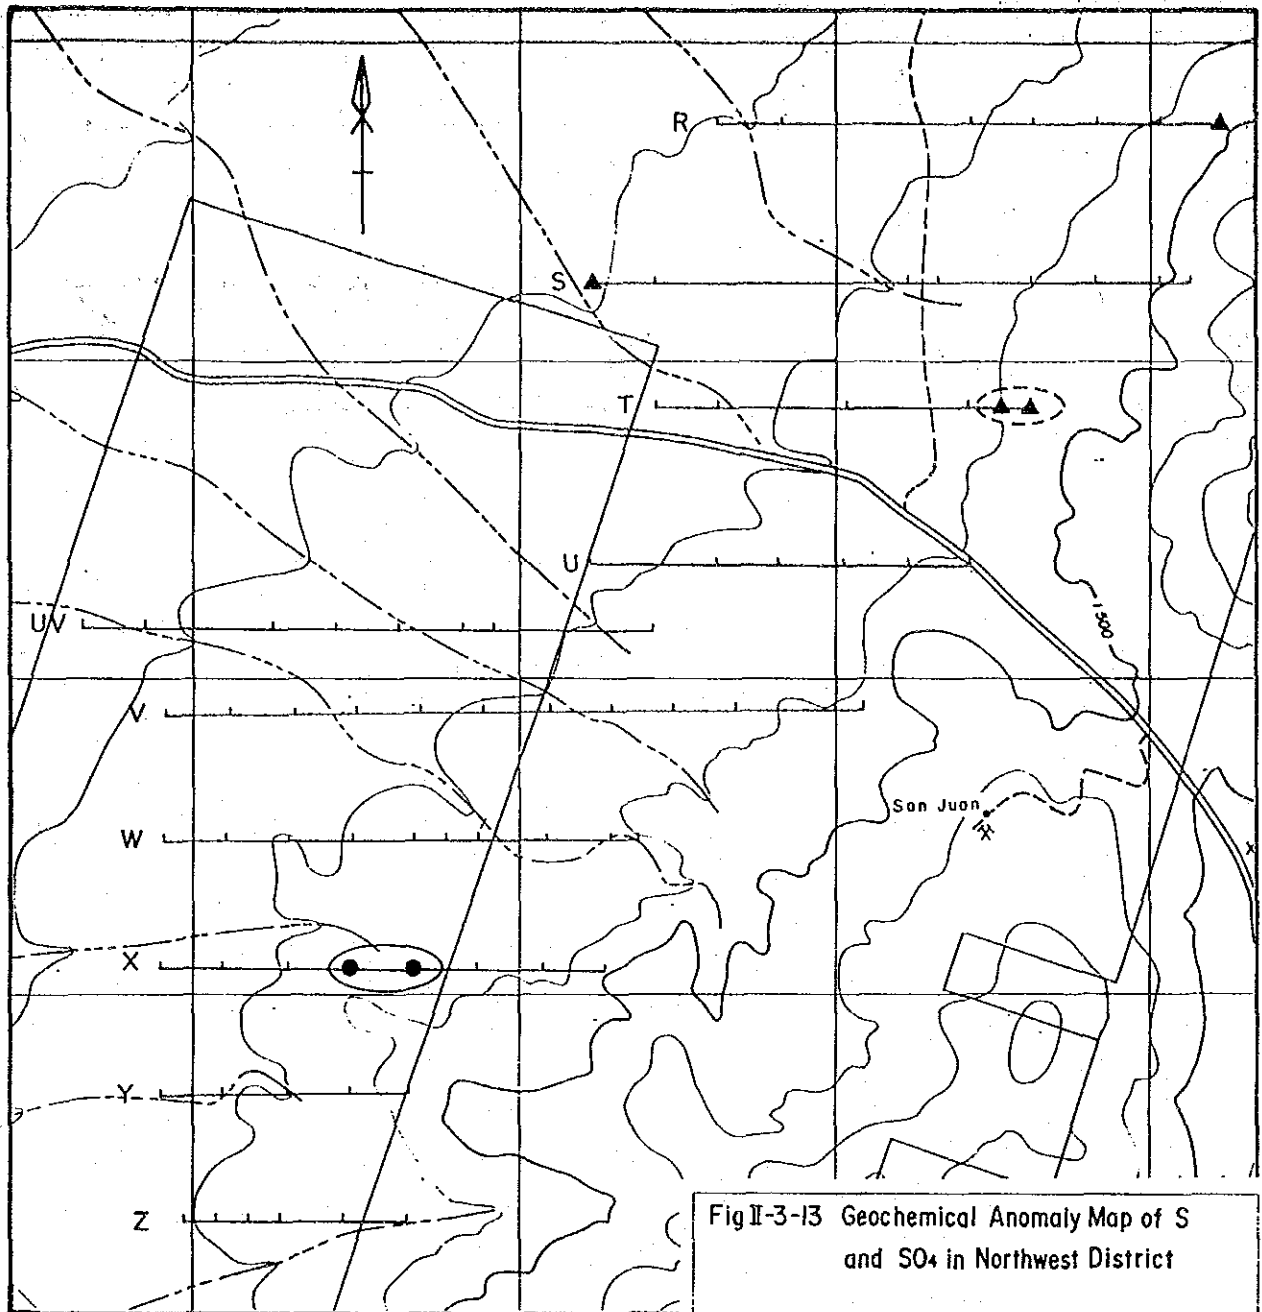 R
S
T
U
UV
1500
V
San Juan
W
X
Y
Z
Fig II-3-13 Geochemical Anomaly Map of S
and SO4 in Northwest District